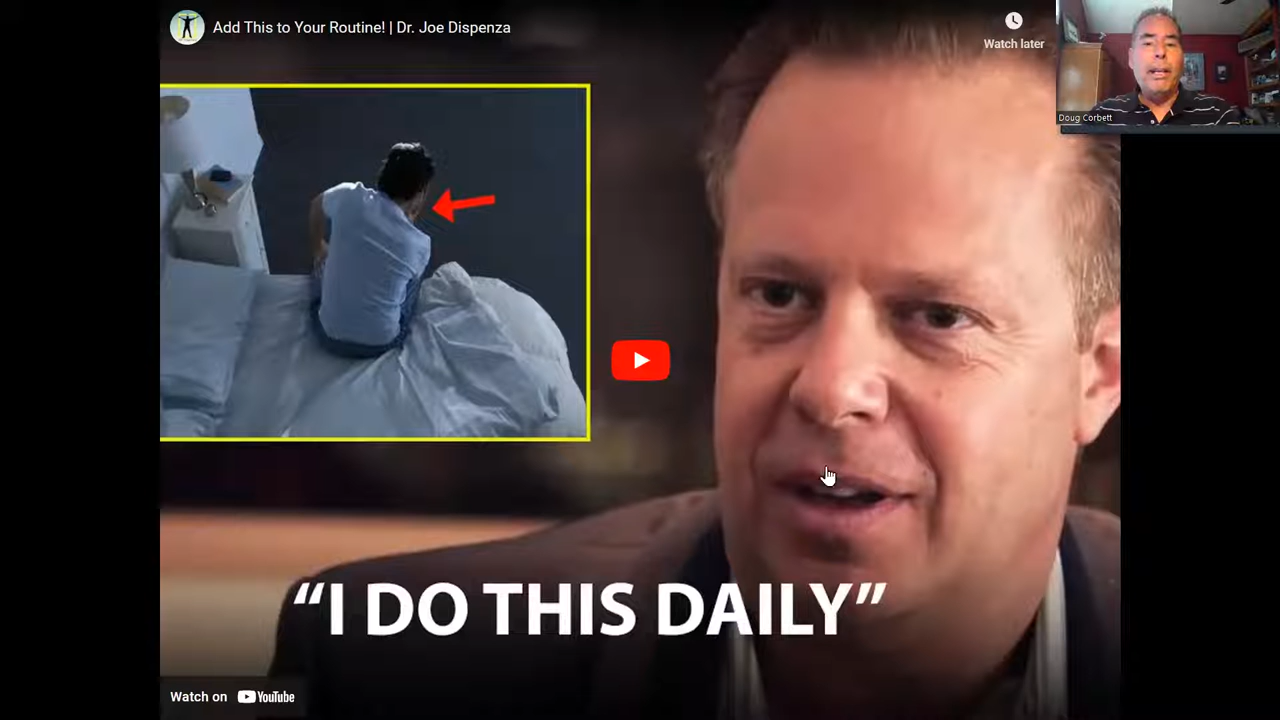 Add This to Your Routine! | Dr. Joe Dispenza
Watch later
Doug Corbett
“I DO THIS DAILY”
Watch on YouTube